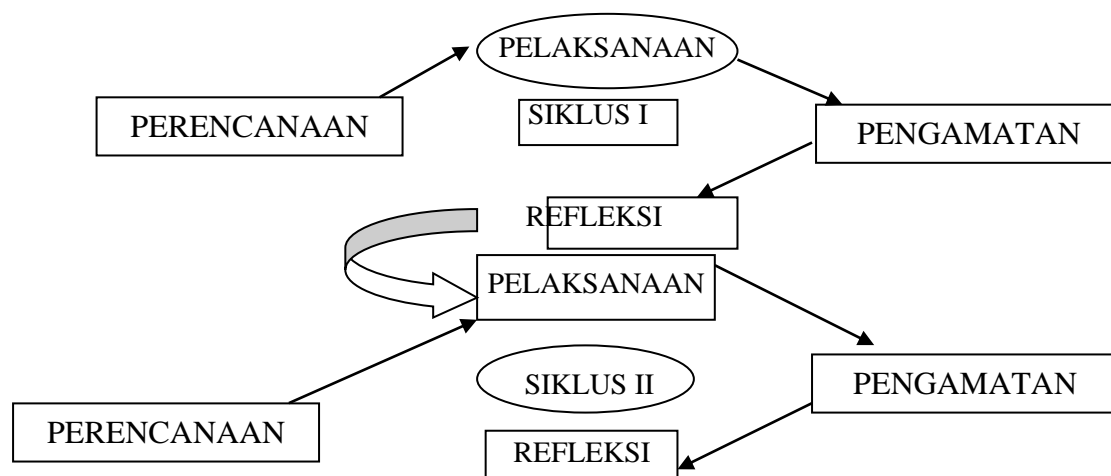 PELAKSANAAN
SIKLUS I
PERENCANAAN
PENGAMATAN
REFLEKSI
PELAKSANAAN
SIKLUS II
PENGAMATAN
PERENCANAAN
REFLEKSI